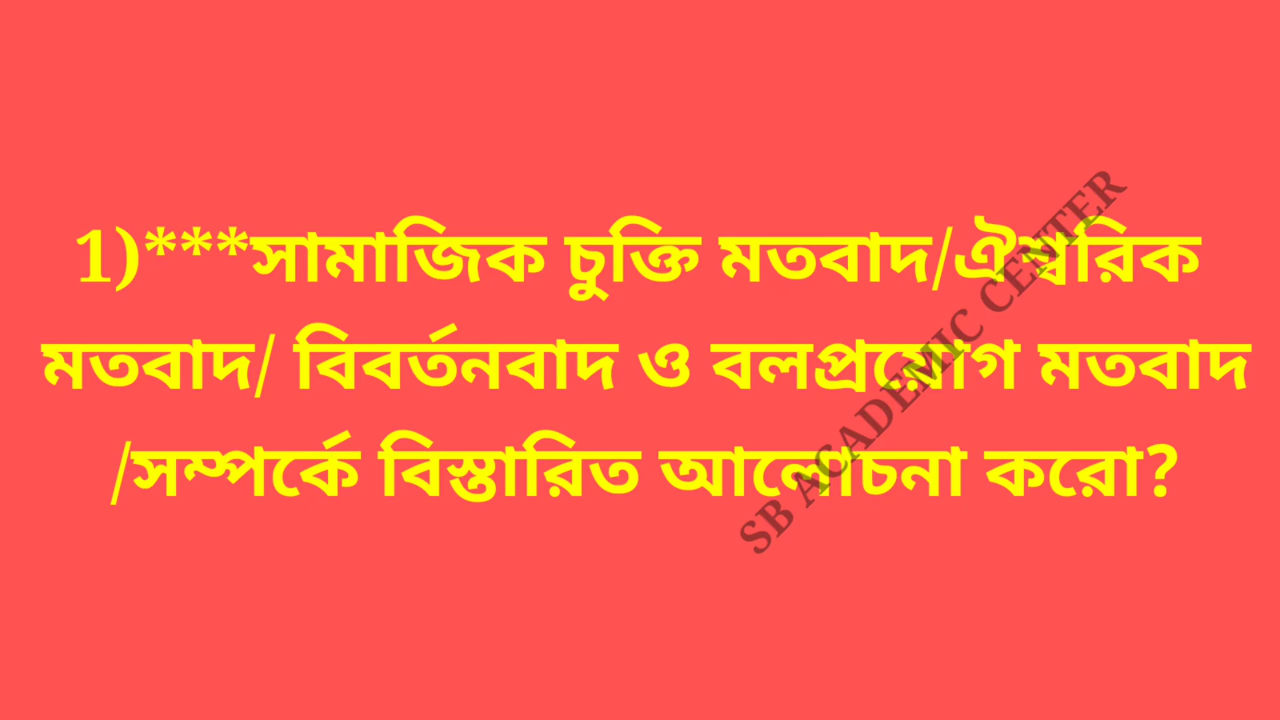 1)***সামাজিক চুক্তি মতবাদ/ঐশ্বরিক
মতবাদ/ বিবর্তনবাদ ও বলপ্রয়োগ মতবাদ
/সম্পর্কে বিস্তারিত আলোচনা করো?
SB ACADEMIC CENTER